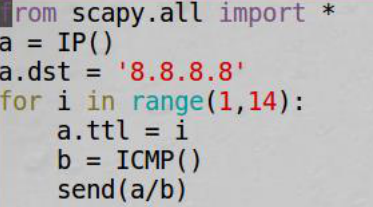 from scapy.all import *
a = IP()
a.dst = '8.8.8.8'
for i in range(1,14):
    a.ttl = i
    b = ICMP()
    send(a/b)